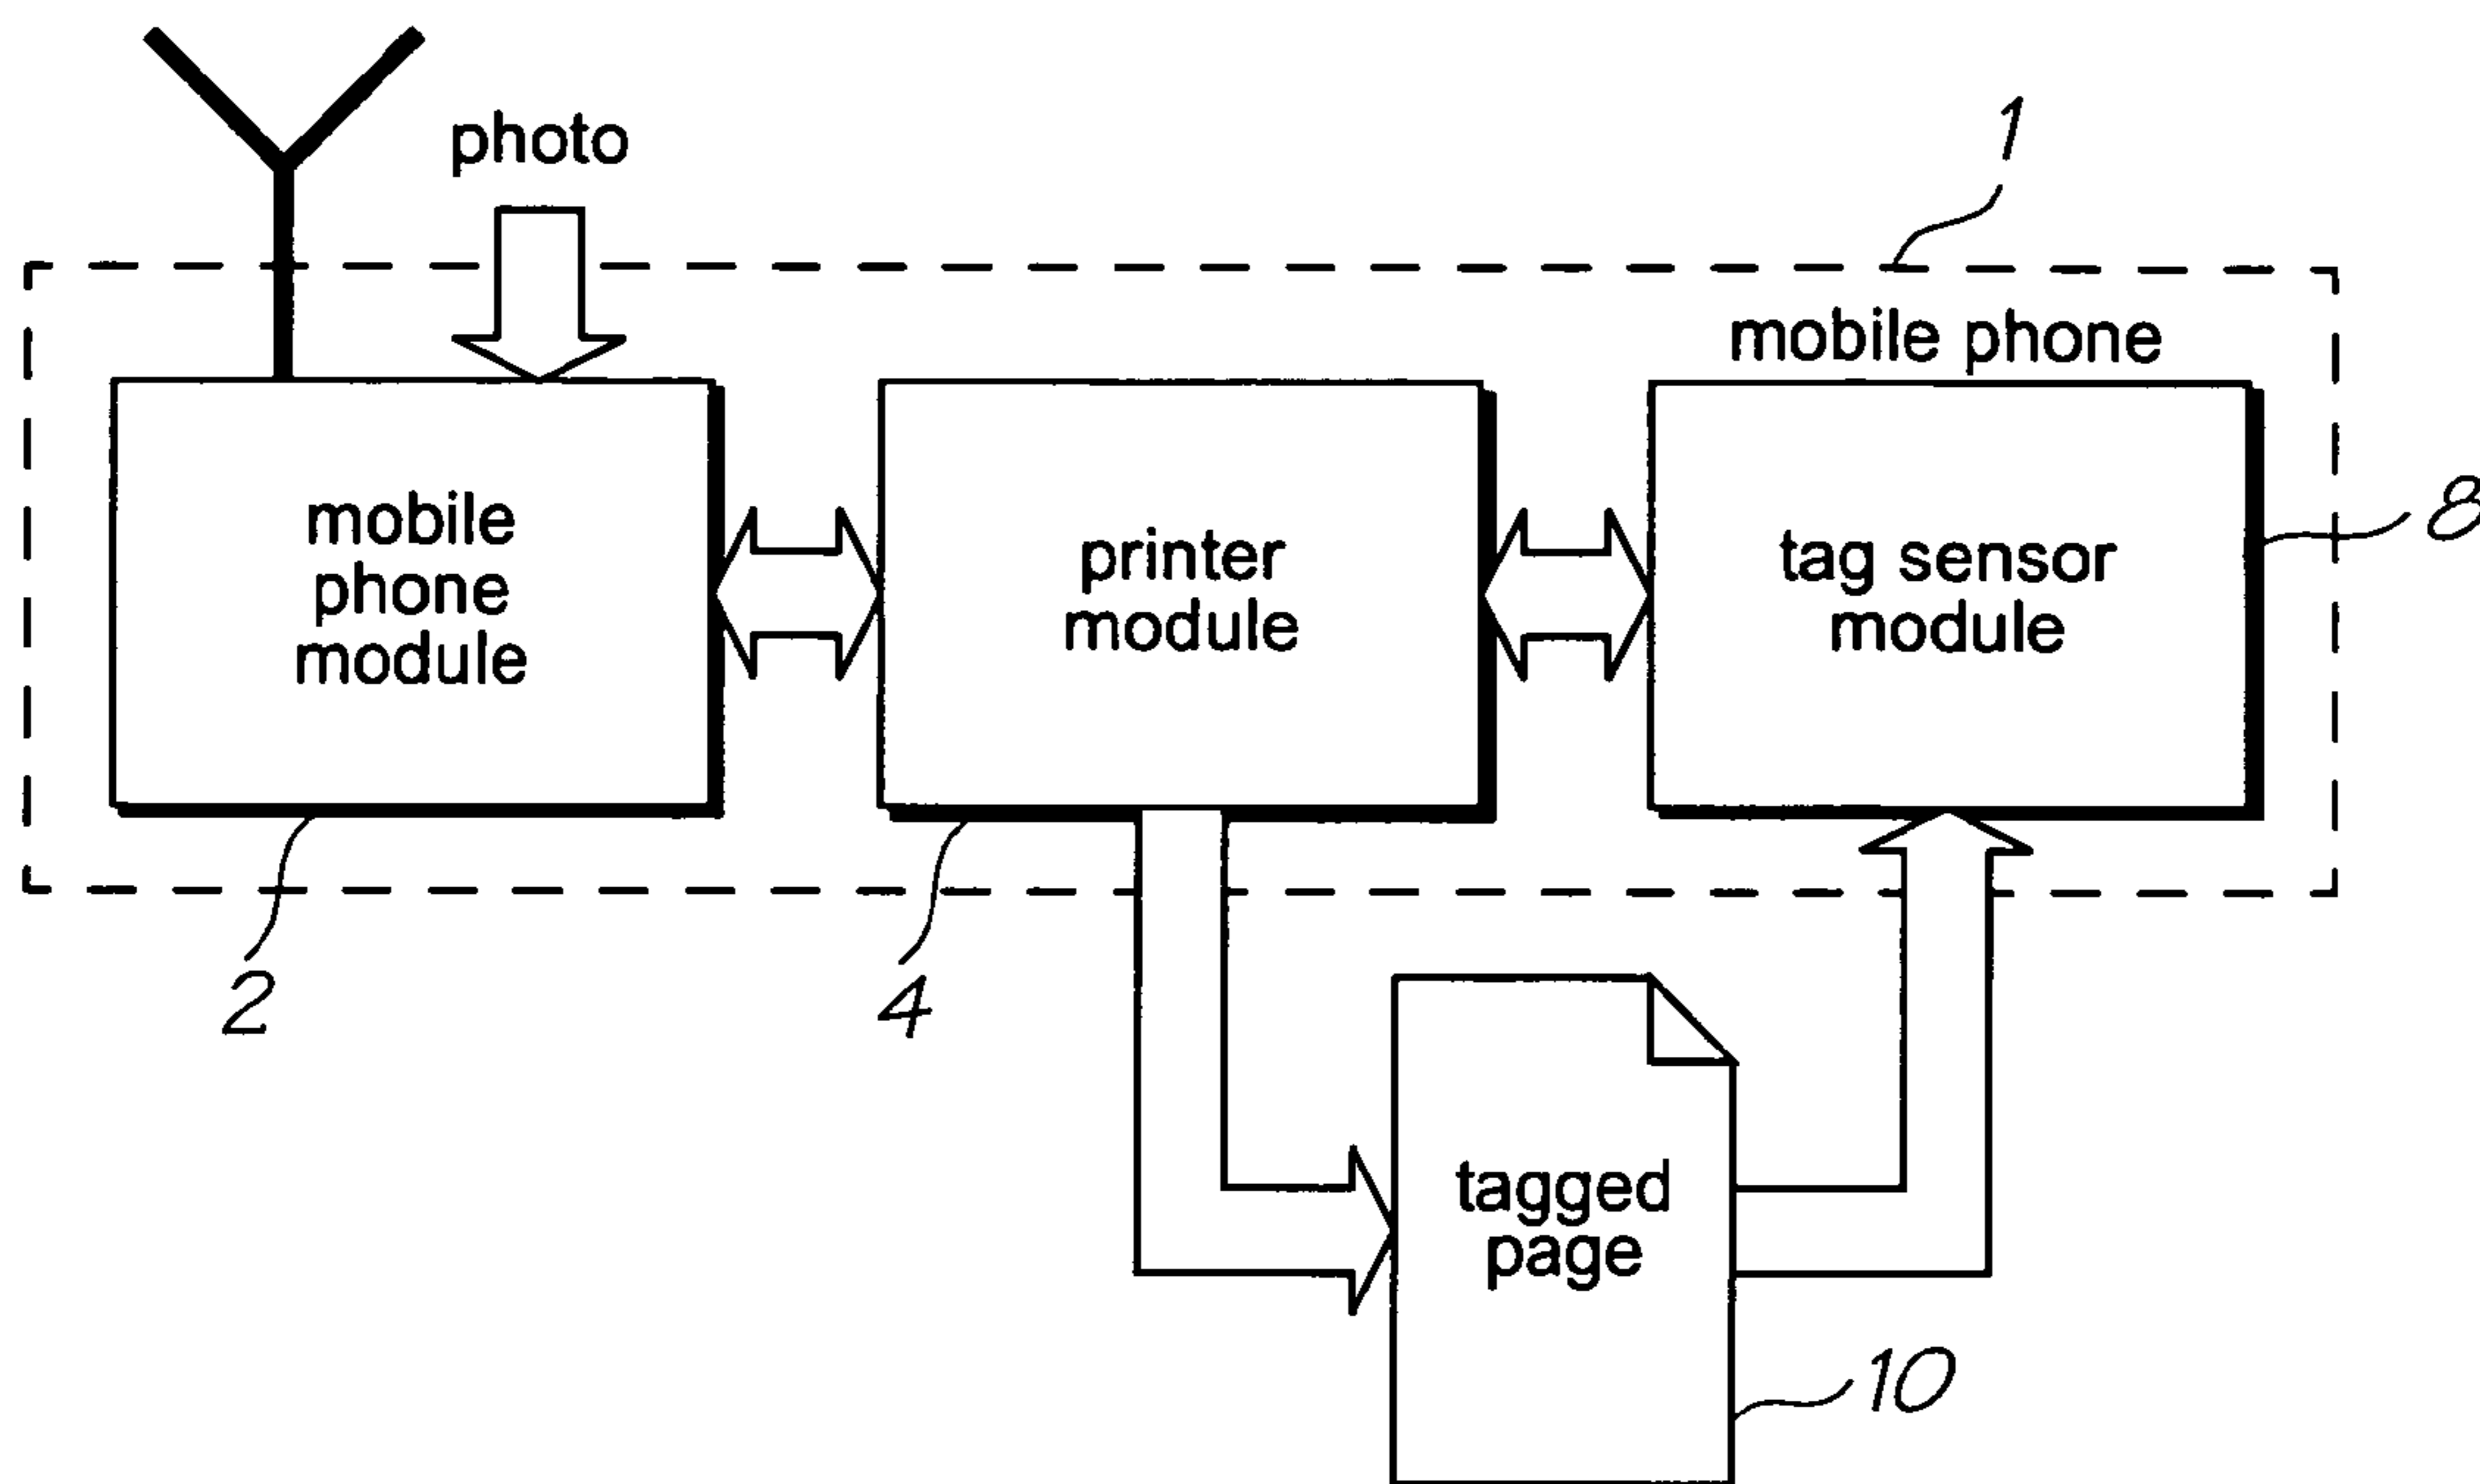 photo
1
mobile phone
mobile
phone
module
printer
module
tag sensor
module
8
2
4
tagged
page
10